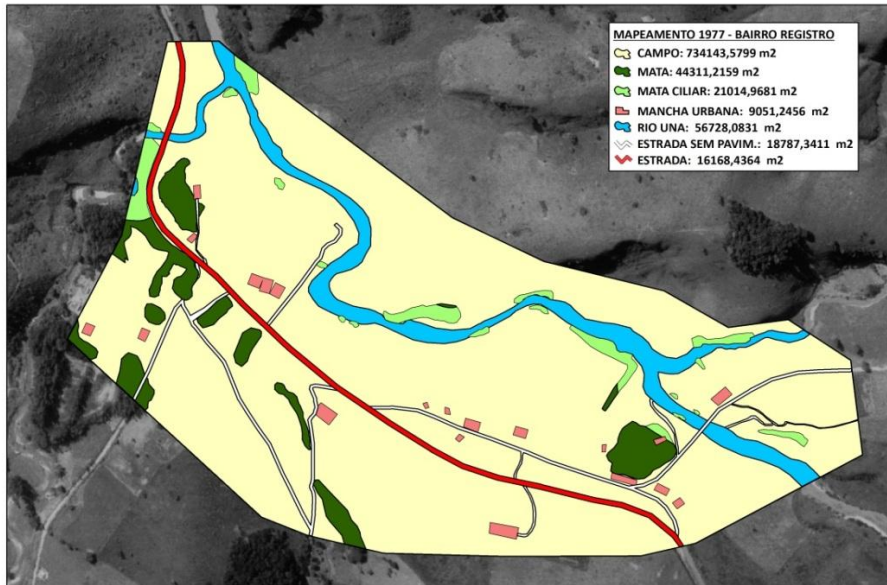 MAPEAMENTO 1977 - BAIRRO REGISTRO
CAMPO: 734143,5799 m2
MATA: 44311,2159 m2
MATA CILIAR: 21014,9681 m2
MANCHA URBANA: 9051,2456 m2
RIO UNA: 56728,0831 m2
ESTRADA SEM PAVIM.: 18787,3411 m2
ESTRADA: 16168,4364 m2